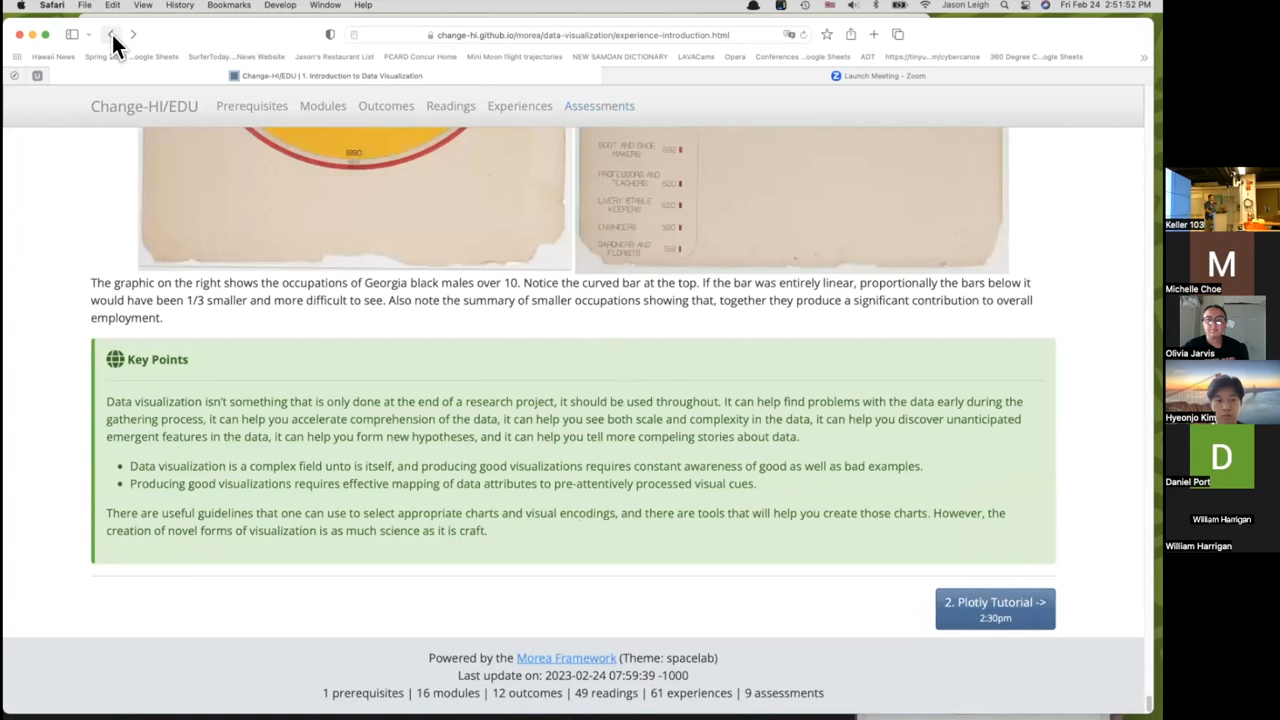 Safari File Edit View History Bookmarks Develop Window Help
Jason Leigh Fri Feb 24 2:51:52 PM
change-hi.github.io/morea/data-visualization/experience-introduction.html
Hawaii News Spring 2...oogle Sheets SurferToday....News Website Jason's Restaurant List PCARD Concur Home Mini Moon flight trajectories NEW SAMOAN DICTIONARY LAVACams Opera Conferences ...oogle Sheets ADT https://tinyu...m/cybercanoe 360 Degree C...ogle Sheets
Change-HI/EDU | 1. Introduction to Data Visualization
Launch Meeting - Zoom
Change-HI/EDU Prerequisites Modules Outcomes Readings Experiences Assessments
1890
BOOT AND SHOE
MAKERS
PROFESSORS AND
TEACHERS
LIVERY STABLE
KEEPERS
ENGINEERS
GARDNERS AND
FLORISTS
The graphic on the right shows the occupations of Georgia black males over 10. Notice the curved bar at the top. If the bar was entirely linear, proportionally the bars below it
would have been 1/3 smaller and more difficult to see. Also note the summary of smaller occupations showing that, together they produce a significant contribution to overall
employment.
Key Points
Data visualization isn't something that is only done at the end of a research project, it should be used throughout. It can help find problems with the data early during the
gathering process, it can help you accelerate comprehension of the data, it can help you see both scale and complexity in the data, it can help you discover unanticipated
emergent features in the data, it can help you form new hypotheses, and it can help you tell more compeling stories about data.
Data visualization is a complex field unto is itself, and producing good visualizations requires constant awareness of good as well as bad examples.
Producing good visualizations requires effective mapping of data attributes to pre-attentively processed visual cues.
There are useful guidelines that one can use to select appropriate charts and visual encodings, and there are tools that will help you create those charts. However, the
creation of novel forms of visualization is as much science as it is craft.
2. Plotly Tutorial ->
2:30pm
Powered by the Morea Framework (Theme: spacelab)
Last update on: 2023-02-24 07:59:39 -1000
1 prerequisites | 16 modules | 12 outcomes | 49 readings | 61 experiences | 9 assessments
Keller 103
M
Michelle Choe
Olivia Jarvis
Hyeonjo Kim
D
Daniel Port
William Harrigan
William Harrigan